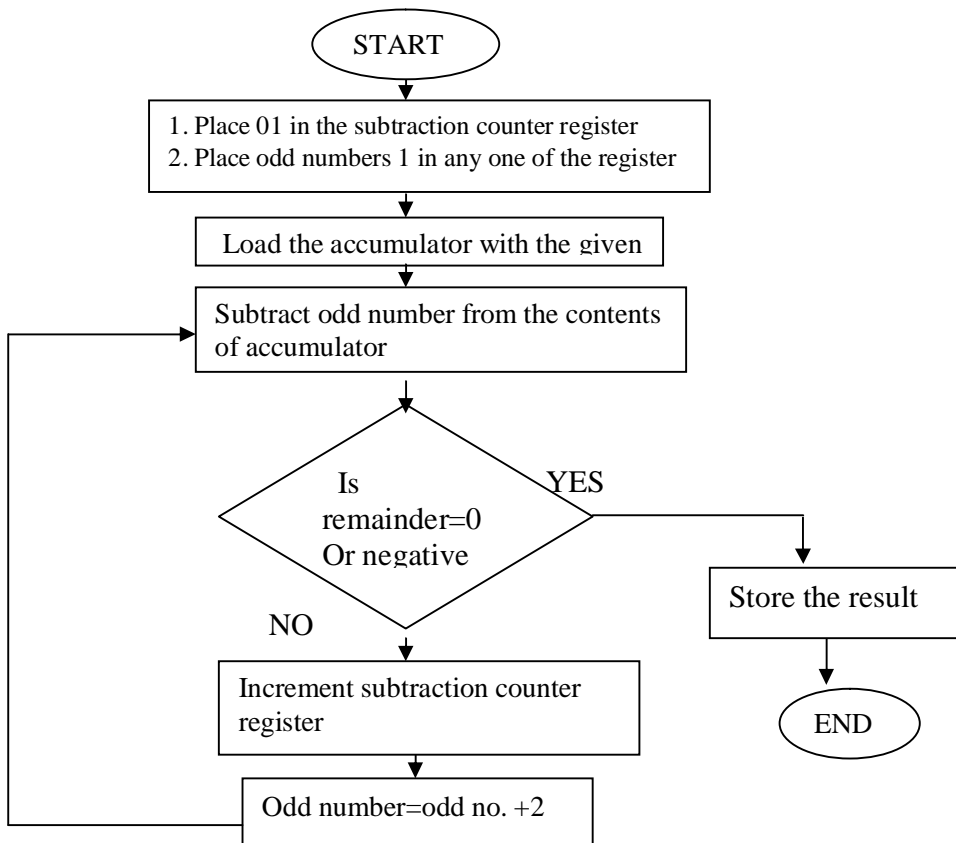 START
1. Place 01 in the subtraction counter register
2. Place odd numbers 1 in any one of the register
Load the accumulator with the given
Subtract odd number from the contents
of accumulator
Is
remainder=0
Or negative
YES
NO
Store the result
Increment subtraction counter
register
END
Odd number=odd no. +2